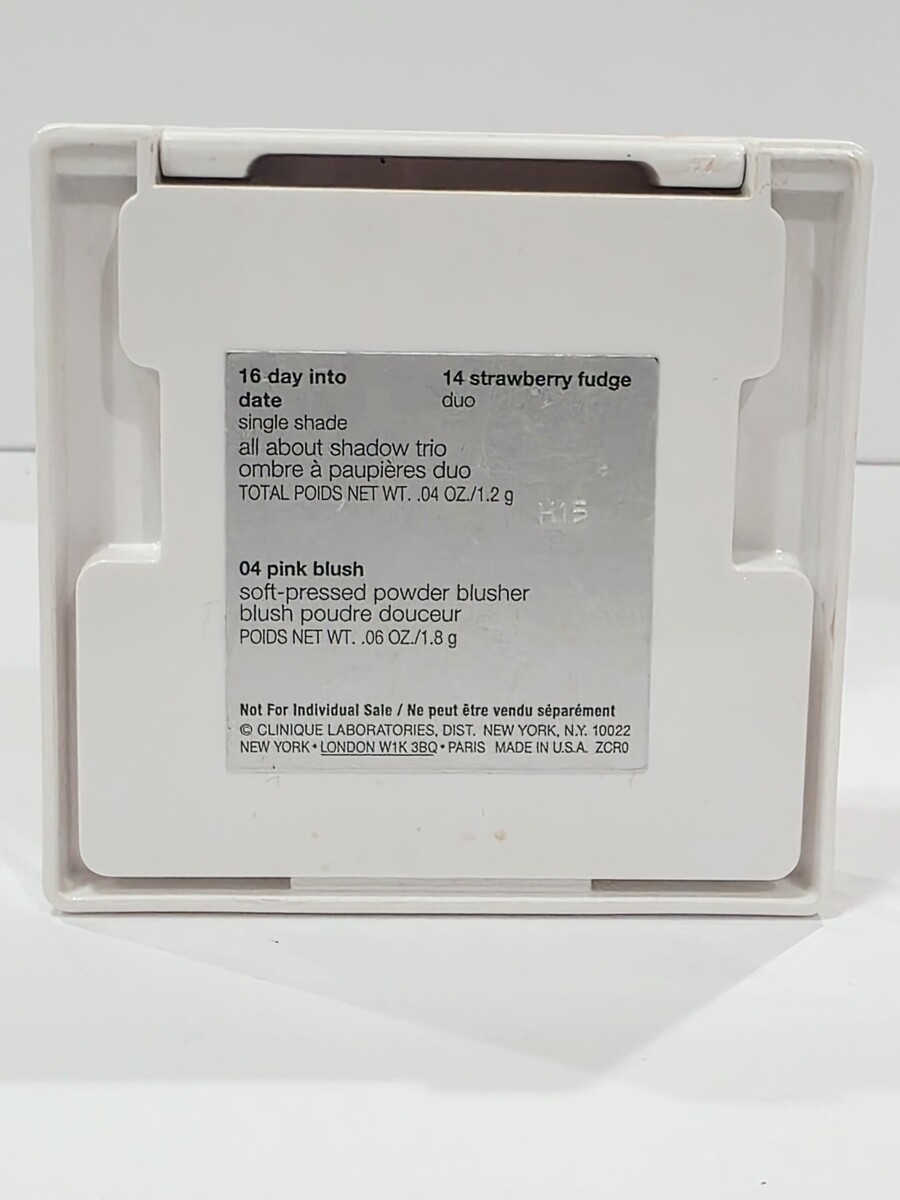 16 day into
date
single shade
14 strawberry fudge
duo
all about shadow trio
ombre à paupières duo
TOTAL POIDS NET WT. .04 OZ./1.2 g
04 pink blush
soft-pressed powder blusher
blush poudre douceur
POIDS NET WT. .06 OZ./1.8 g
Not For Individual Sale / Ne peut être vendu séparément
© CLINIQUE LABORATORIES, DIST. NEW YORK, N.Y. 10022
NEW YORK • LONDON W1K 3BQ • PARIS MADE IN U.S.A. ZCR0